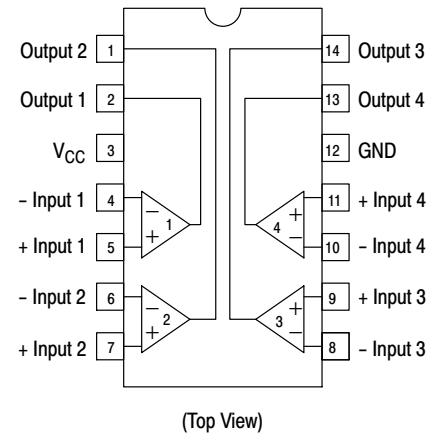 Output 2 1 14 Output 3
Output 1 2 13 Output 4
VCC 3 12 GND
– Input 1 4 – 1 + 4 11 + Input 4
+ Input 1 5 + – 10 – Input 4
– Input 2 6 – 2 + 3 9 + Input 3
+ Input 2 7 + – 8 – Input 3
(Top View)